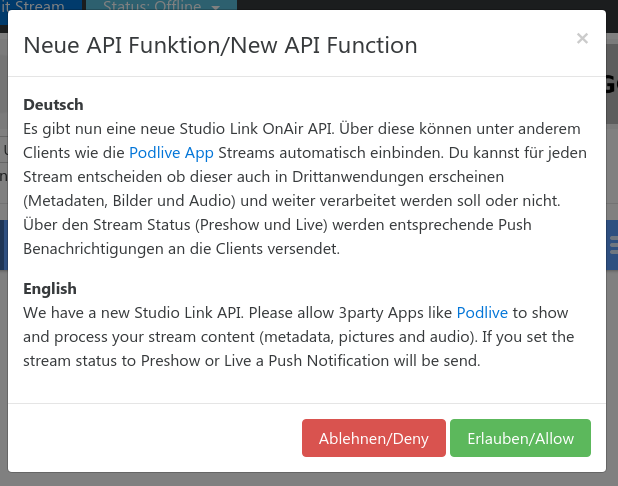 it Stream
Status: Offline
Neue API Funktion/New API Function
×
Deutsch
Es gibt nun eine neue Studio Link OnAir API. Über diese können unter anderem
Clients wie die Podlive App Streams automatisch einbinden. Du kannst für jeden
Stream entscheiden ob dieser auch in Drittanwendungen erscheinen
(Metadaten, Bilder und Audio) und weiter verarbeitet werden soll oder nicht.
Über den Stream Status (Preshow und Live) werden entsprechende Push
Benachrichtigungen an die Clients versendet.
English
We have a new Studio Link API. Please allow 3party Apps like Podlive to show
and process your stream content (metadata, pictures and audio). If you set the
stream status to Preshow or Live a Push Notification will be send.
Ablehnen/Deny
Erlauben/Allow